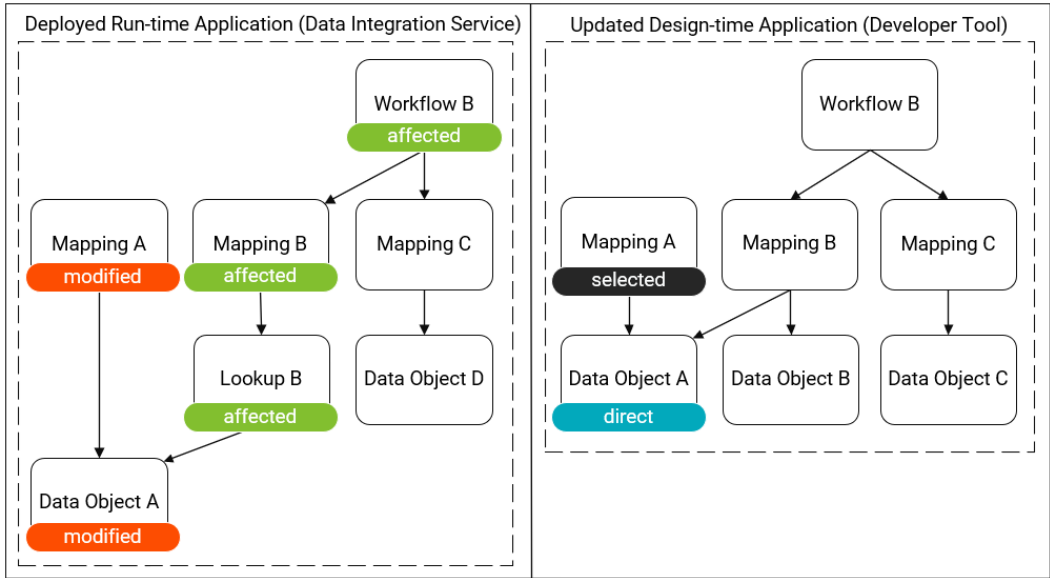 Deployed Run-time Application (Data Integration Service)
Workflow B
affected
Mapping A
modified
Mapping B
affected
Mapping C
Lookup B
affected
Data Object D
Data Object A
modified
Updated Design-time Application (Developer Tool)
Workflow B
Mapping A
selected
Mapping B
Mapping C
Data Object A
direct
Data Object B
Data Object C